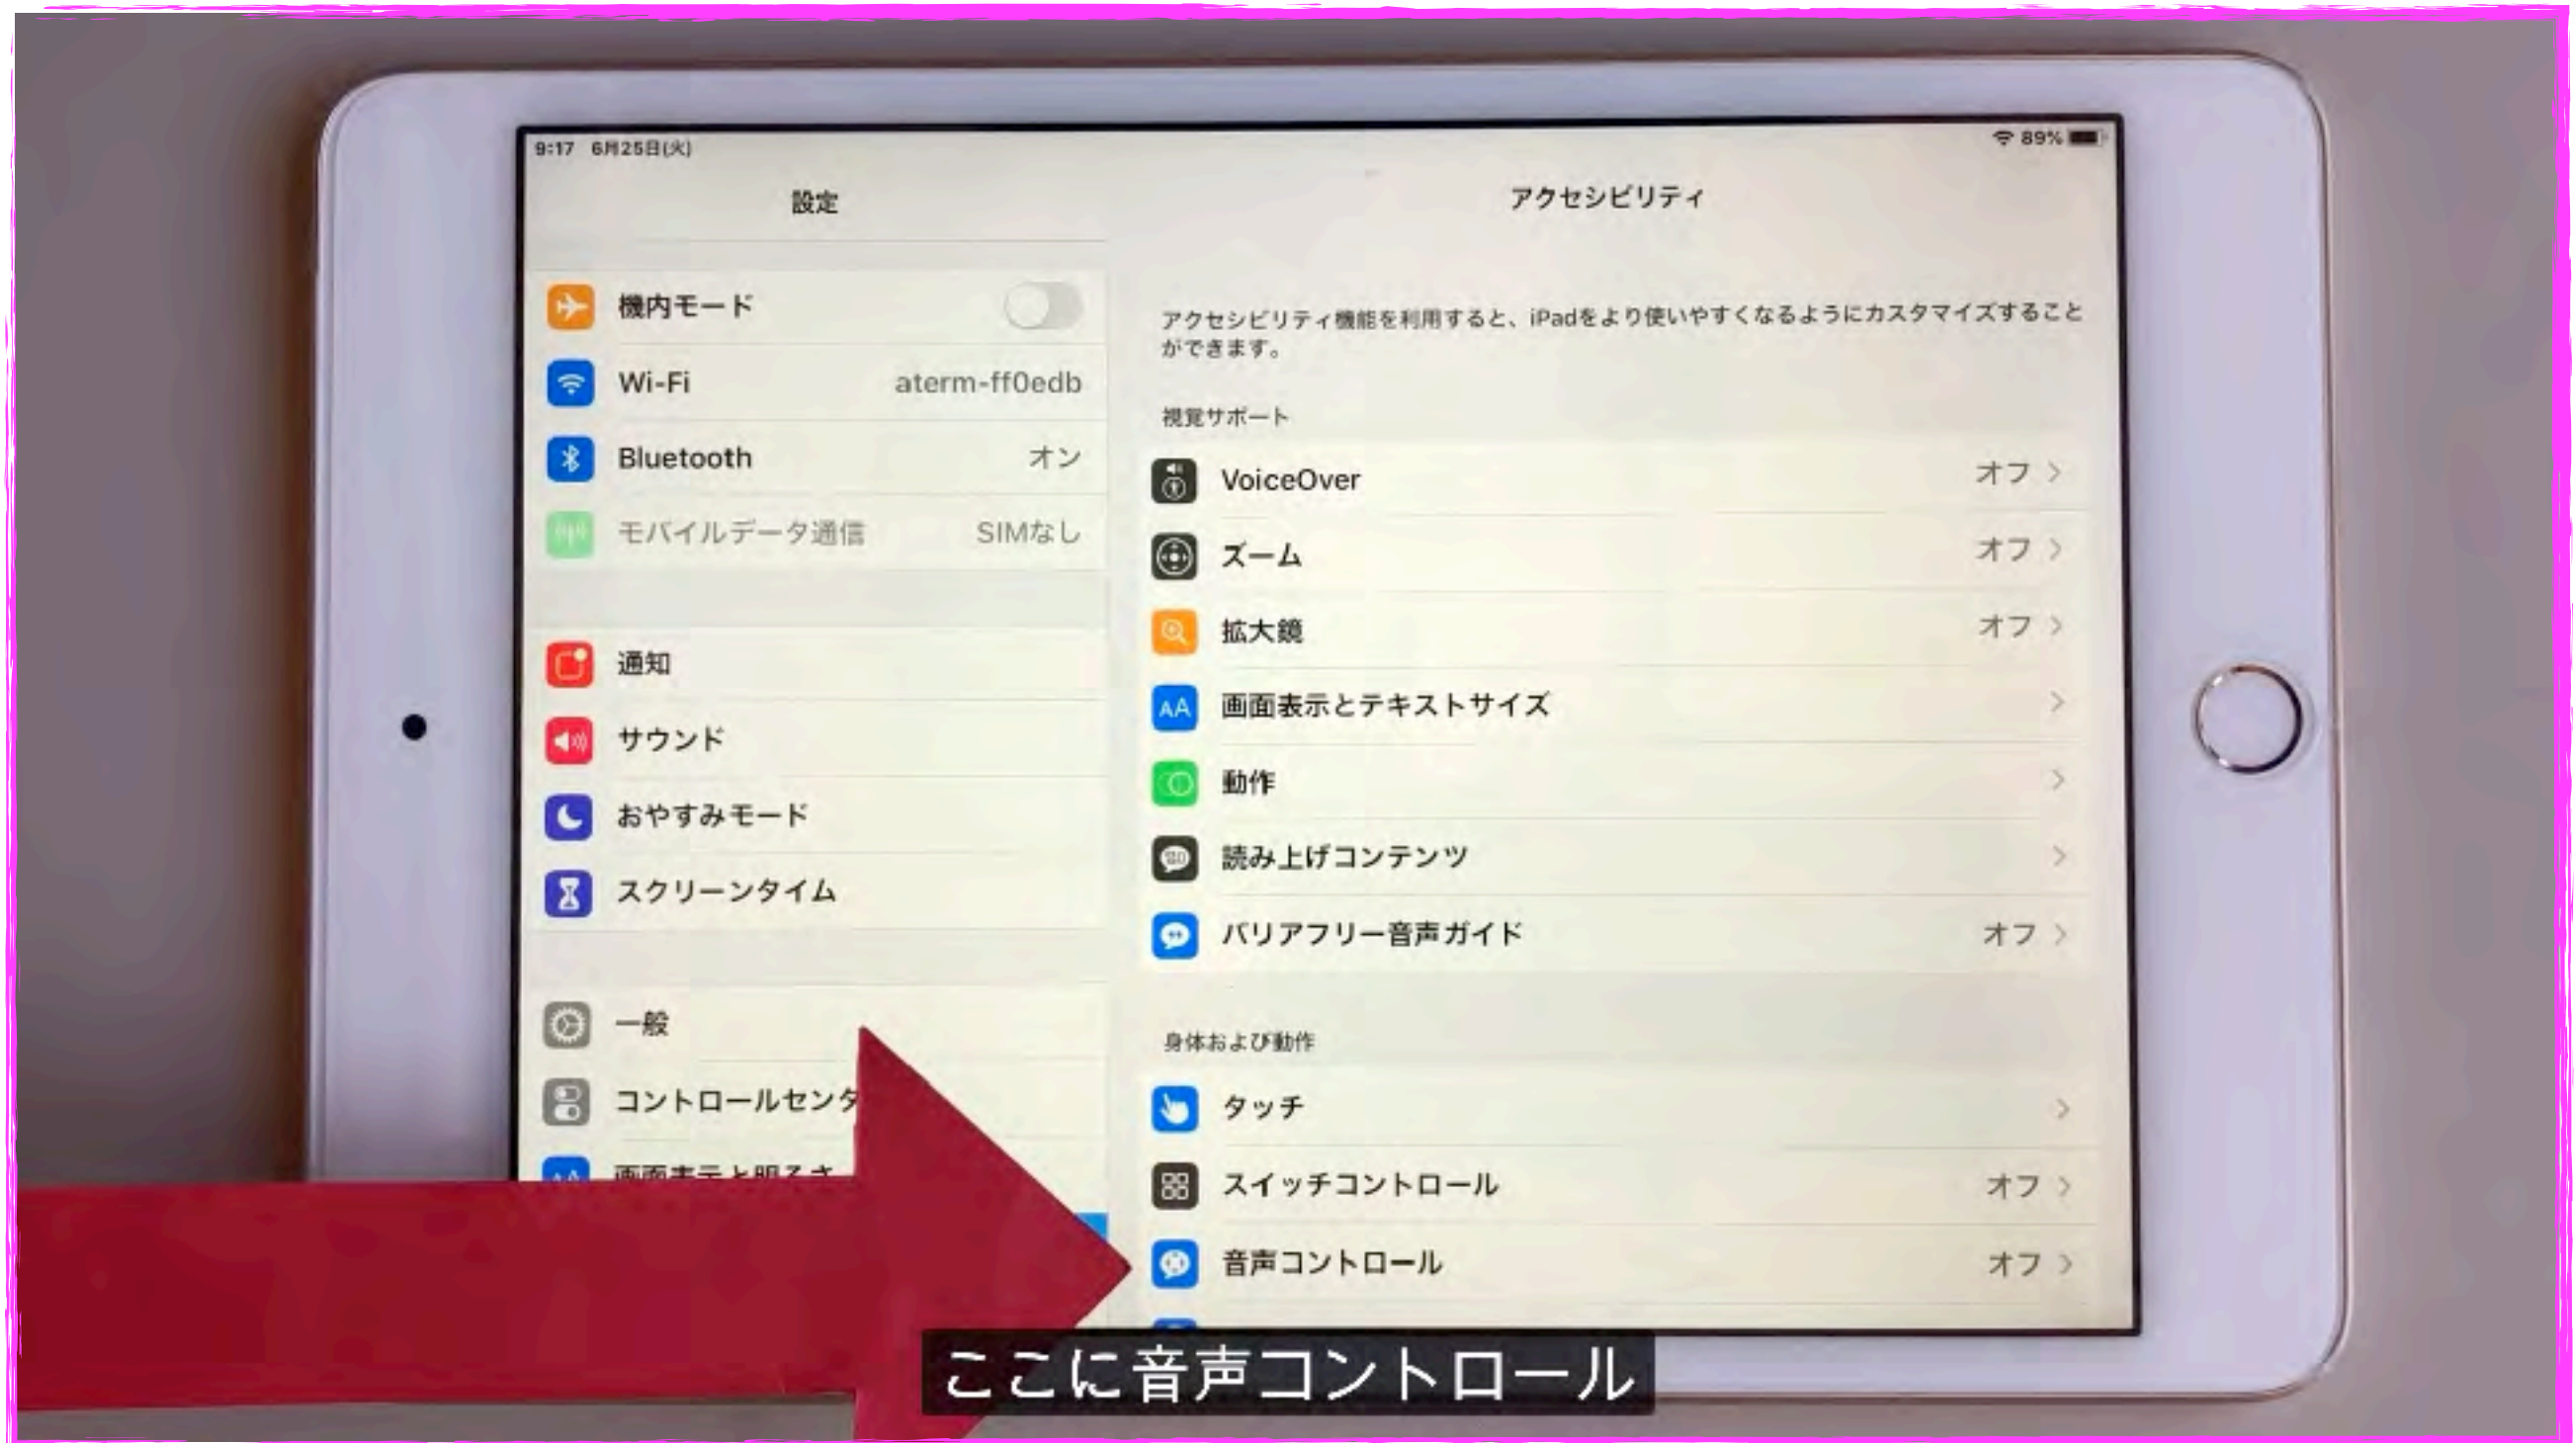 9:17 6月25日(火)
89%
設定
機内モード
Wi-Fi aterm-ff0edb
Bluetooth オン
モバイルデータ通信 SIMなし
通知
サウンド
おやすみモード
スクリーンタイム
一般
コントロールセンタ
画面表示と明るさ
アクセシビリティ
アクセシビリティ機能を利用すると、iPadをより使いやすくなるようにカスタマイズすること
ができます。
視覚サポート
VoiceOver オフ
ズーム オフ
拡大鏡 オフ
画面表示とテキストサイズ
動作
読み上げコンテンツ
バリアフリー音声ガイド オフ
身体および動作
タッチ
スイッチコントロール オフ
音声コントロール オフ
ここに音声コントロール